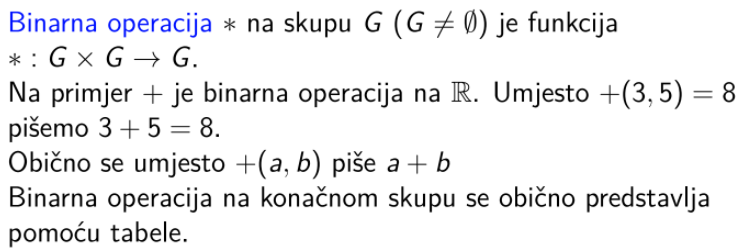 Binarna operacija ∗ na skupu G (G ≠ ∅) je funkcija
∗ : G × G → G.
Na primjer + je binarna operacija na ℝ. Umjesto +(3, 5) = 8
pišemo 3 + 5 = 8.
Obično se umjesto +(a, b) piše a + b
Binarna operacija na konačnom skupu se obično predstavlja
pomoću tabele.